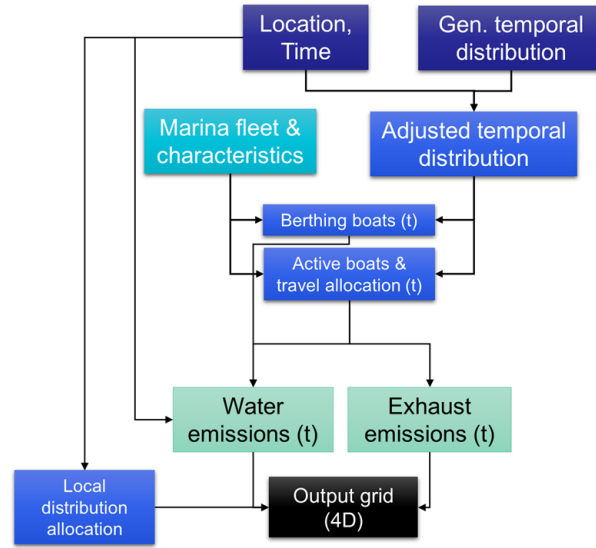 Location,
Time
Gen. temporal
distribution
Marina fleet &
characteristics
Adjusted temporal
distribution
Berthing boats (t)
Active boats &
travel allocation (t)
Water
emissions (t)
Exhaust
emissions (t)
Local
distribution
allocation
Output grid
(4D)